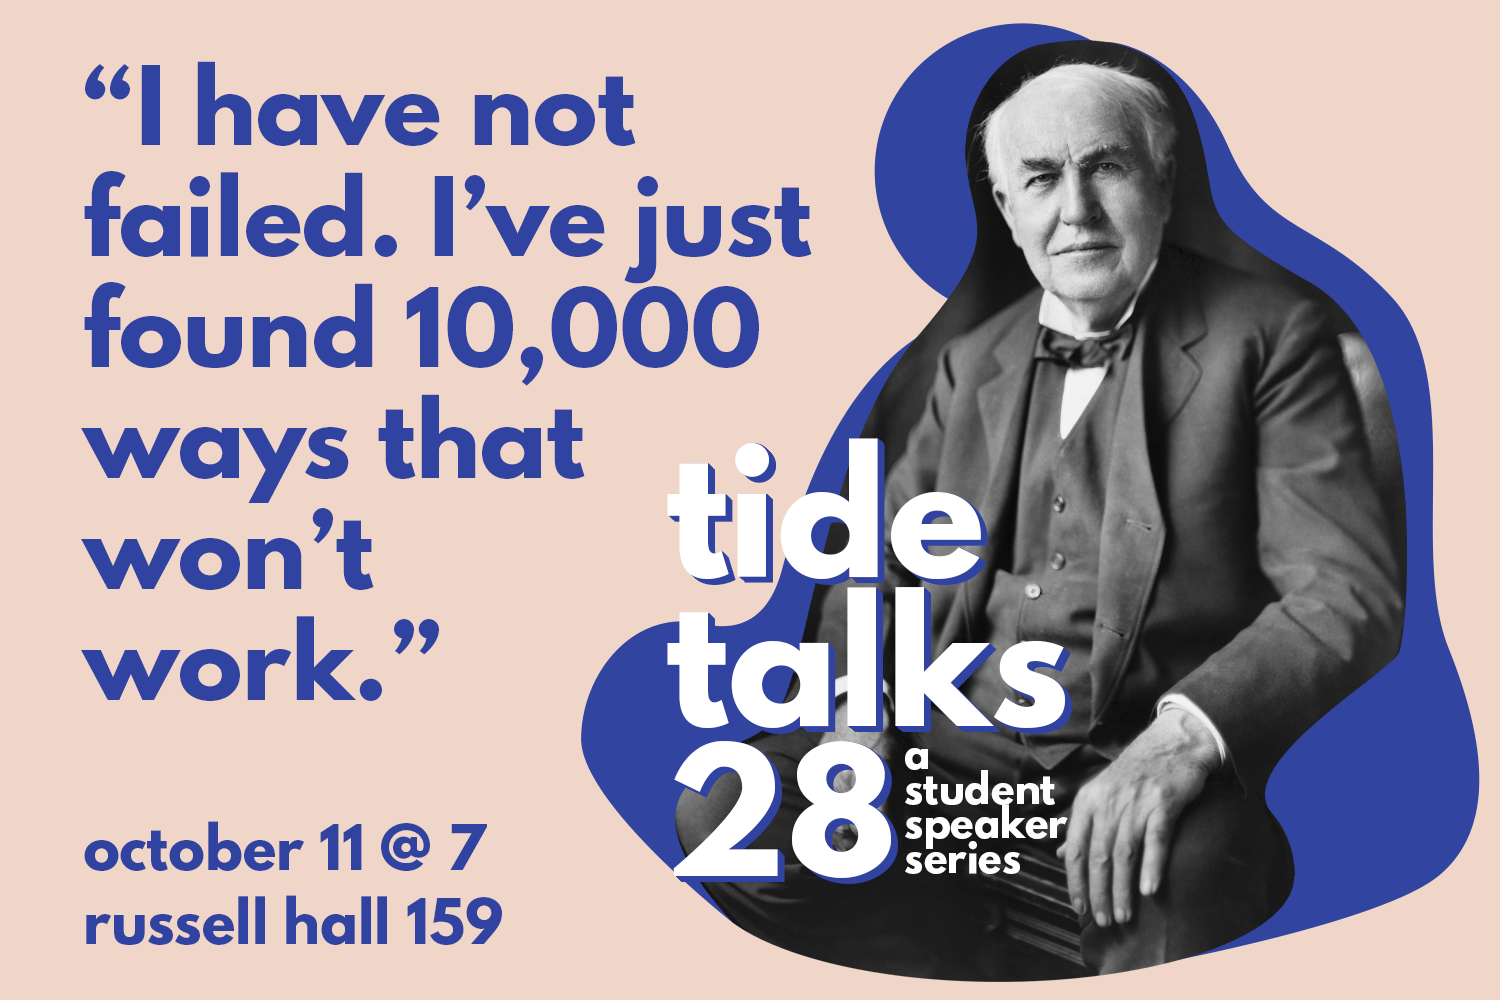 “I have not
failed. I’ve just
found 10,000
ways that
won’t
work.”
october 11 @ 7
russell hall 159
tide
talks
28
a
student
speaker
series